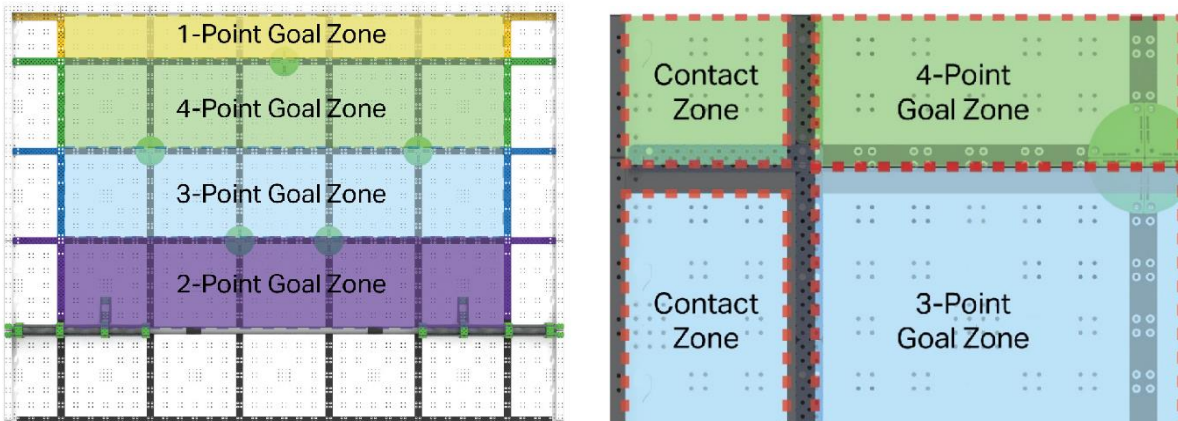 1-Point Goal Zone
4-Point Goal Zone
3-Point Goal Zone
2-Point Goal Zone
Contact
Zone
4-Point
Goal Zone
Contact
Zone
3-Point
Goal Zone